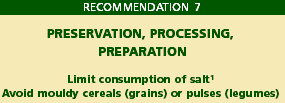 RECOMMENDATION 7
PRESERVATION, PROCESSING,
PREPARATION
Limit consumption of salt¹
Avoid mouldy cereals (grains) or pulses (legumes)